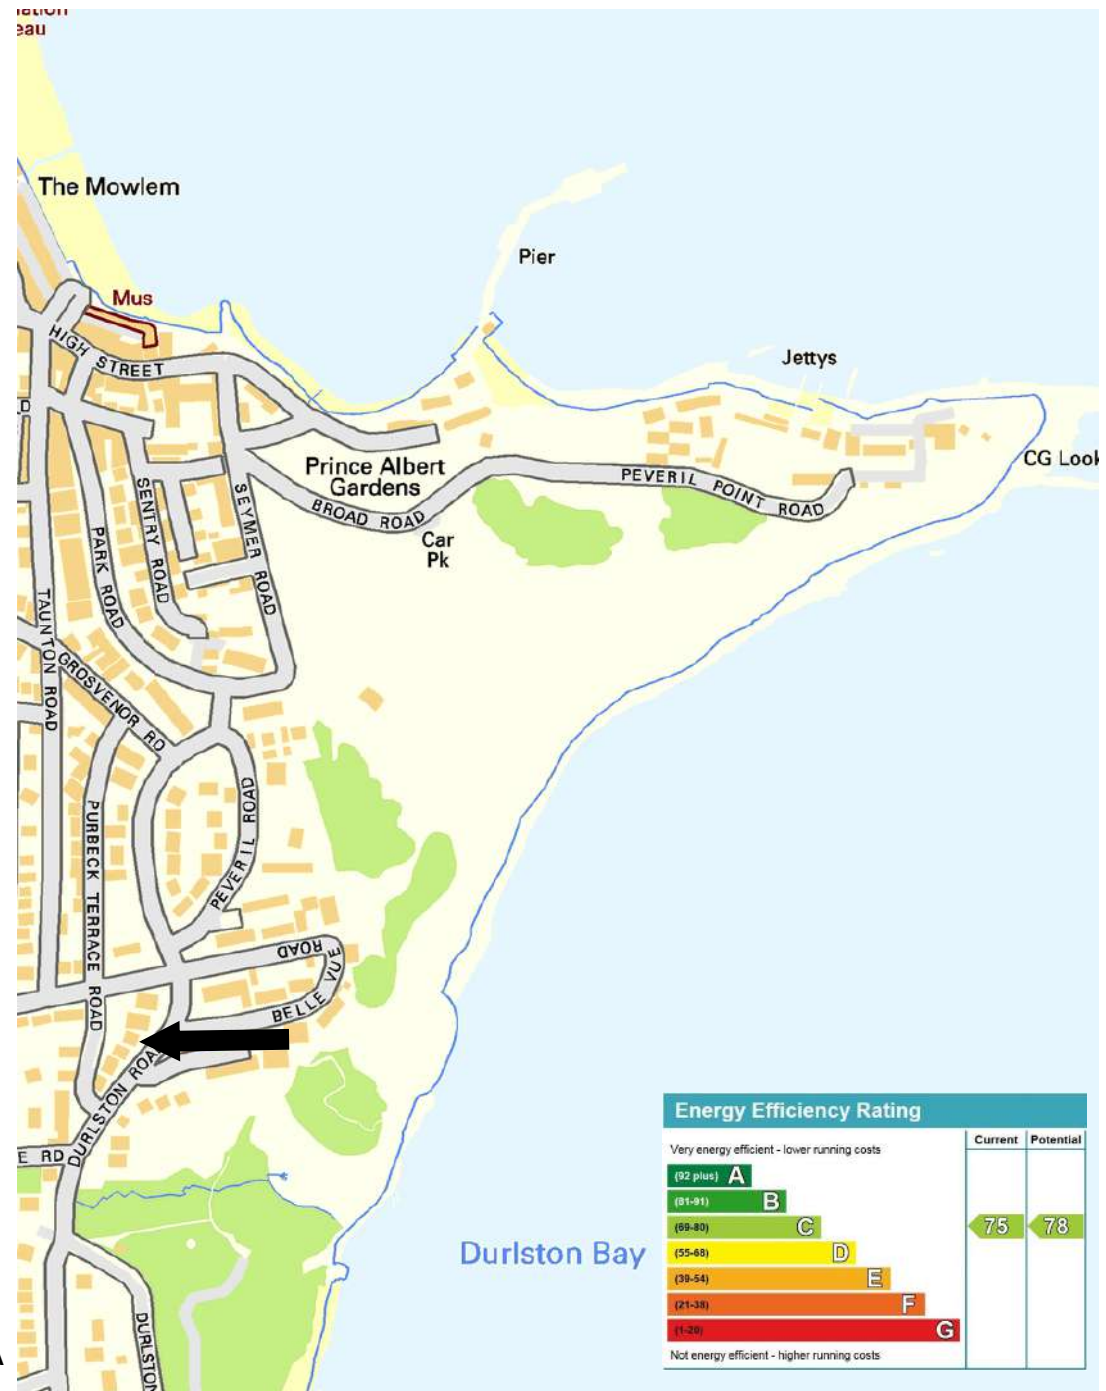 eau
The Mowlem
Pier
Mus
HIGH STREET
Jettys
D
Prince Albert
Gardens
CG Look
PEVERIL POINT ROAD
BROAD ROAD
Car
Pk
SENTRY ROAD
SEYMER ROAD
PARK ROAD
TAUNTON ROAD
GROSVENOR RD
PEVERIL ROAD
PURBECK TERRACE ROAD
ROAD
BELLE VUE
DURLSTON ROA
E RD
Durlston Bay
DURLSTON
A
Energy Efficiency Rating
Current Potential
Very energy efficient - lower running costs
(92 plus) A
(81-91) B
(69-80) C 75 78
(55-68) D
(39-54) E
(21-38) F
(1-20) G
Not energy efficient - higher running costs